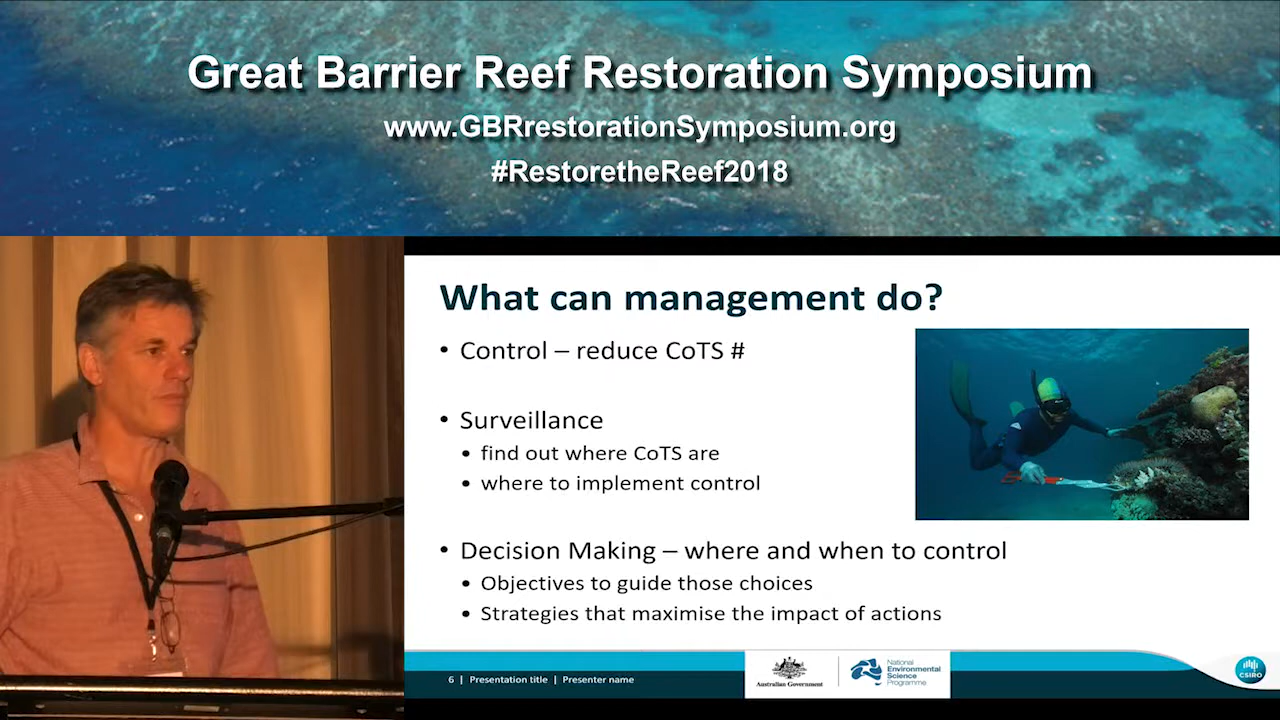 Great Barrier Reef Restoration Symposium
www.GBRrestorationSymposium.org
#RestoretheReef2018
What can management do?
• Control – reduce CoTS #
• Surveillance
• find out where CoTS are
• where to implement control
• Decision Making – where and when to control
• Objectives to guide those choices
• Strategies that maximise the impact of actions
6 | Presentation title | Presenter name
Australian Government
National
Environmental
Science
Programme
CSIRO